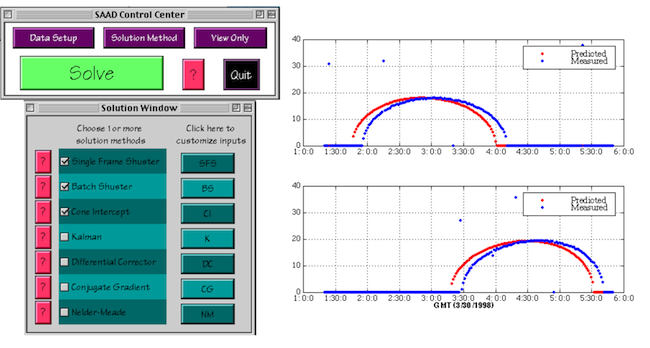 SAAD Control Center
Data Setup Solution Method View Only
Solve ? Quit
Solution Window
Choose 1 or more solution methods
Click here to customize inputs
? Single Frame Shuster SFS
? Batch Shuster BS
? Cone Intercept CI
? Kalman K
? Differential Corrector DC
? Conjugate Gradient CG
? Nelder-Meade NM
Predicted
Measured
40
30
20
10
0
1:0:0 1:30:0 2:0:0 2:30:0 3:0:0 3:30:0 4:0:0 4:30:0 5:0:0 5:30:0 6:0:0
Predicted
Measured
40
30
20
10
0
1:0:0 1:30:0 2:0:0 2:30:0 3:0:0 3:30:0 4:0:0 4:30:0 5:0:0 5:30:0 6:0:0
GMT (3/30/1998)